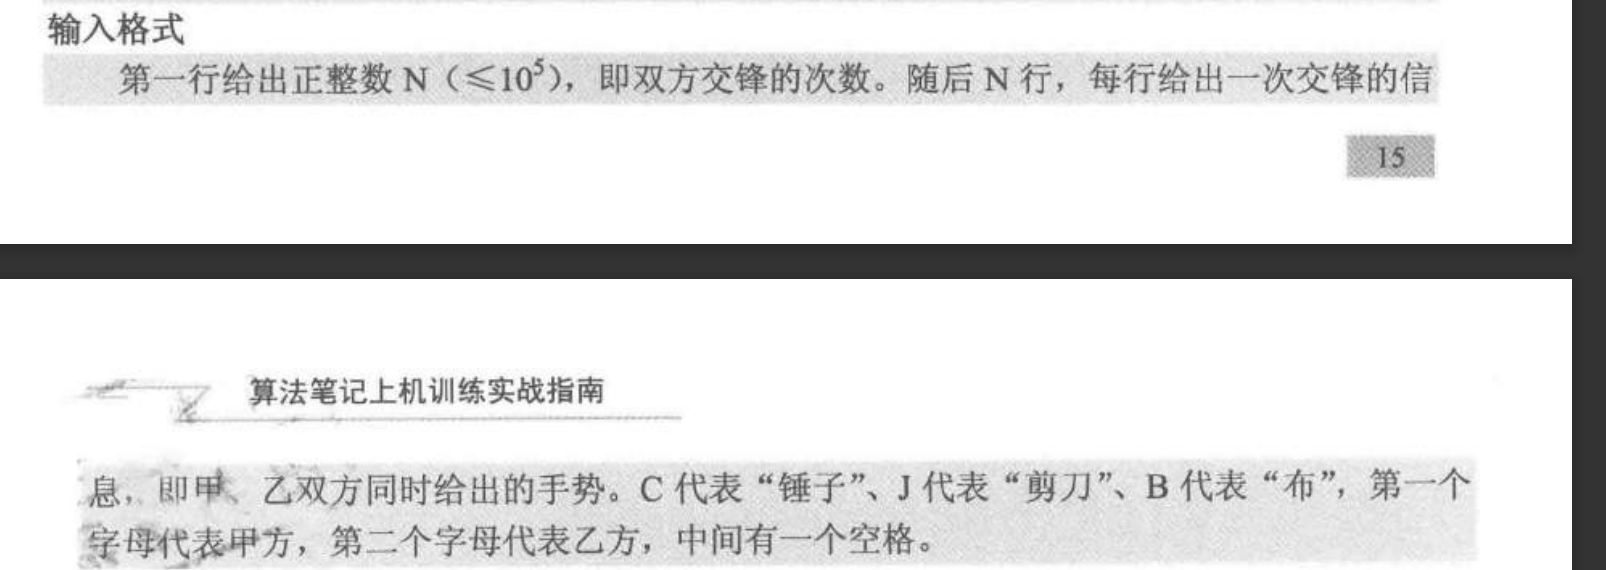 输入格式
第一行给出正整数 N（≤10⁵），即双方交锋的次数。随后 N 行，每行给出一次交锋的信
15
算法笔记上机训练实战指南
息，即甲、乙双方同时给出的手势。C 代表“锤子”、J 代表“剪刀”、B 代表“布”，第一个
字母代表甲方，第二个字母代表乙方，中间有一个空格。